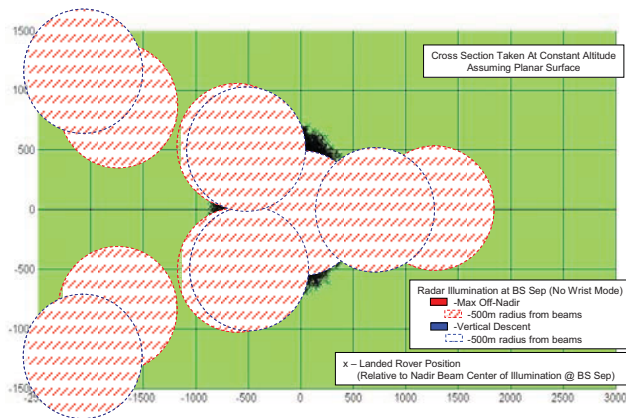 1500
Cross Section Taken At Constant Altitude
Assuming Planar Surface
500
0
-500
Radar Illumination at BS Sep (No Wrist Mode)
-Max Off-Nadir
-500m radius from beams
-Vertical Descent
-500m radius from beams
x – Landed Rover Position
(Relative to Nadir Beam Center of Illumination @ BS Sep)
-1500 -1000 -500 0 500 1000 1500 2000 2500 3000